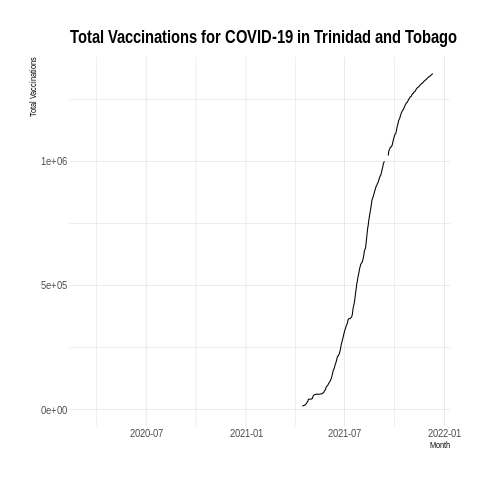 Total Vaccinations for COVID-19 in Trinidad and Tobago
Total Vaccinations
1e+06
5e+05
0e+00
2020-07 2021-01 2021-07 2022-01
Month